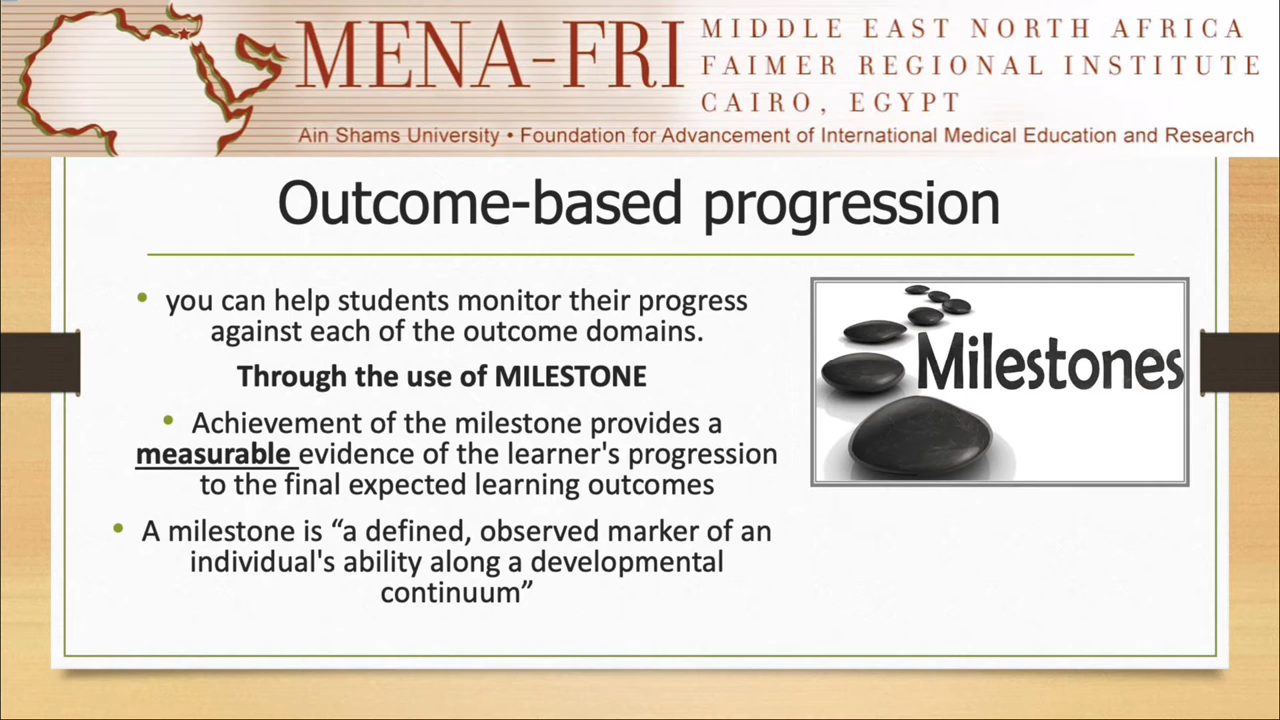 MENA-FRI
MIDDLE EAST NORTH AFRICA
FAIMER REGIONAL INSTITUTE
CAIRO, EGYPT
Ain Shams University • Foundation for Advancement of International Medical Education and Research
Outcome-based progression
• you can help students monitor their progress
against each of the outcome domains.
Through the use of MILESTONE
• Achievement of the milestone provides a
measurable evidence of the learner's progression
to the final expected learning outcomes
• A milestone is “a defined, observed marker of an
individual's ability along a developmental
continuum”
Milestones